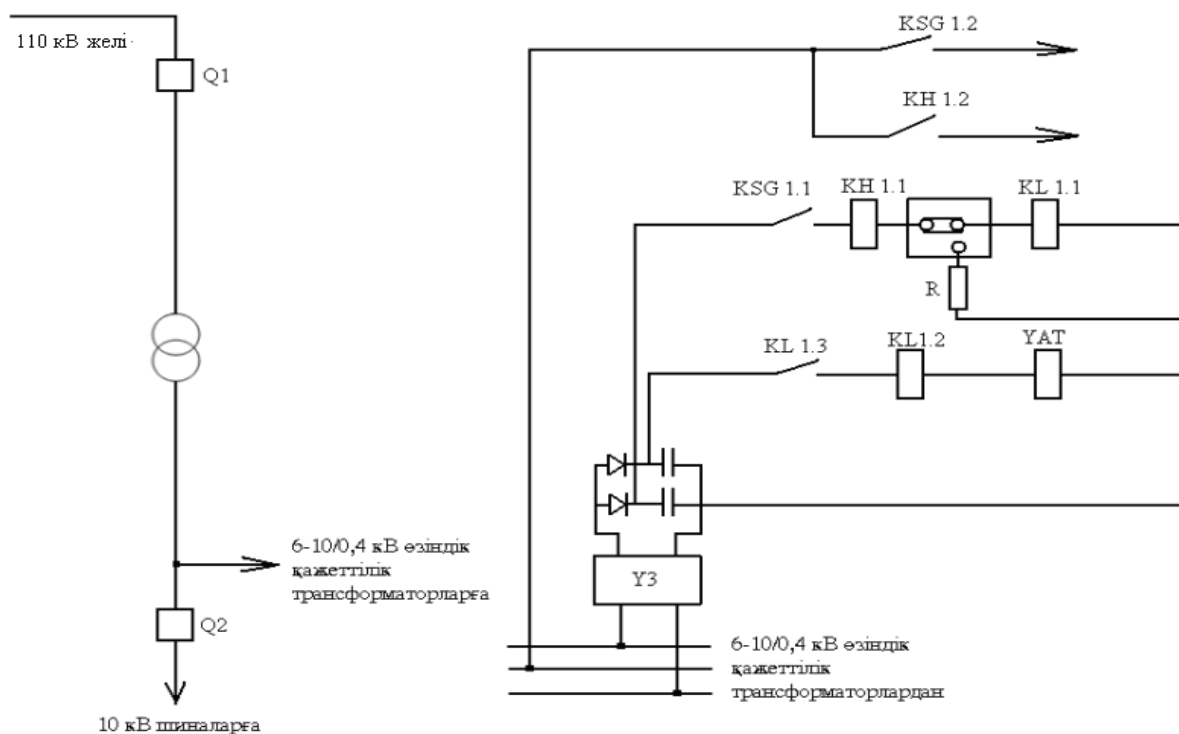 110 кВ желі
Q1
KSG 1.2
KH 1.2
KSG 1.1
KH 1.1
KL 1.1
R
KL 1.3
KL1.2
YAT
6-10/0,4 кВ өзіндік
қажеттілік
трансформаторларға
Y3
Q2
6-10/0,4 кВ өзіндік
қажеттілік
трансформаторлардан
10 кВ шиналарға